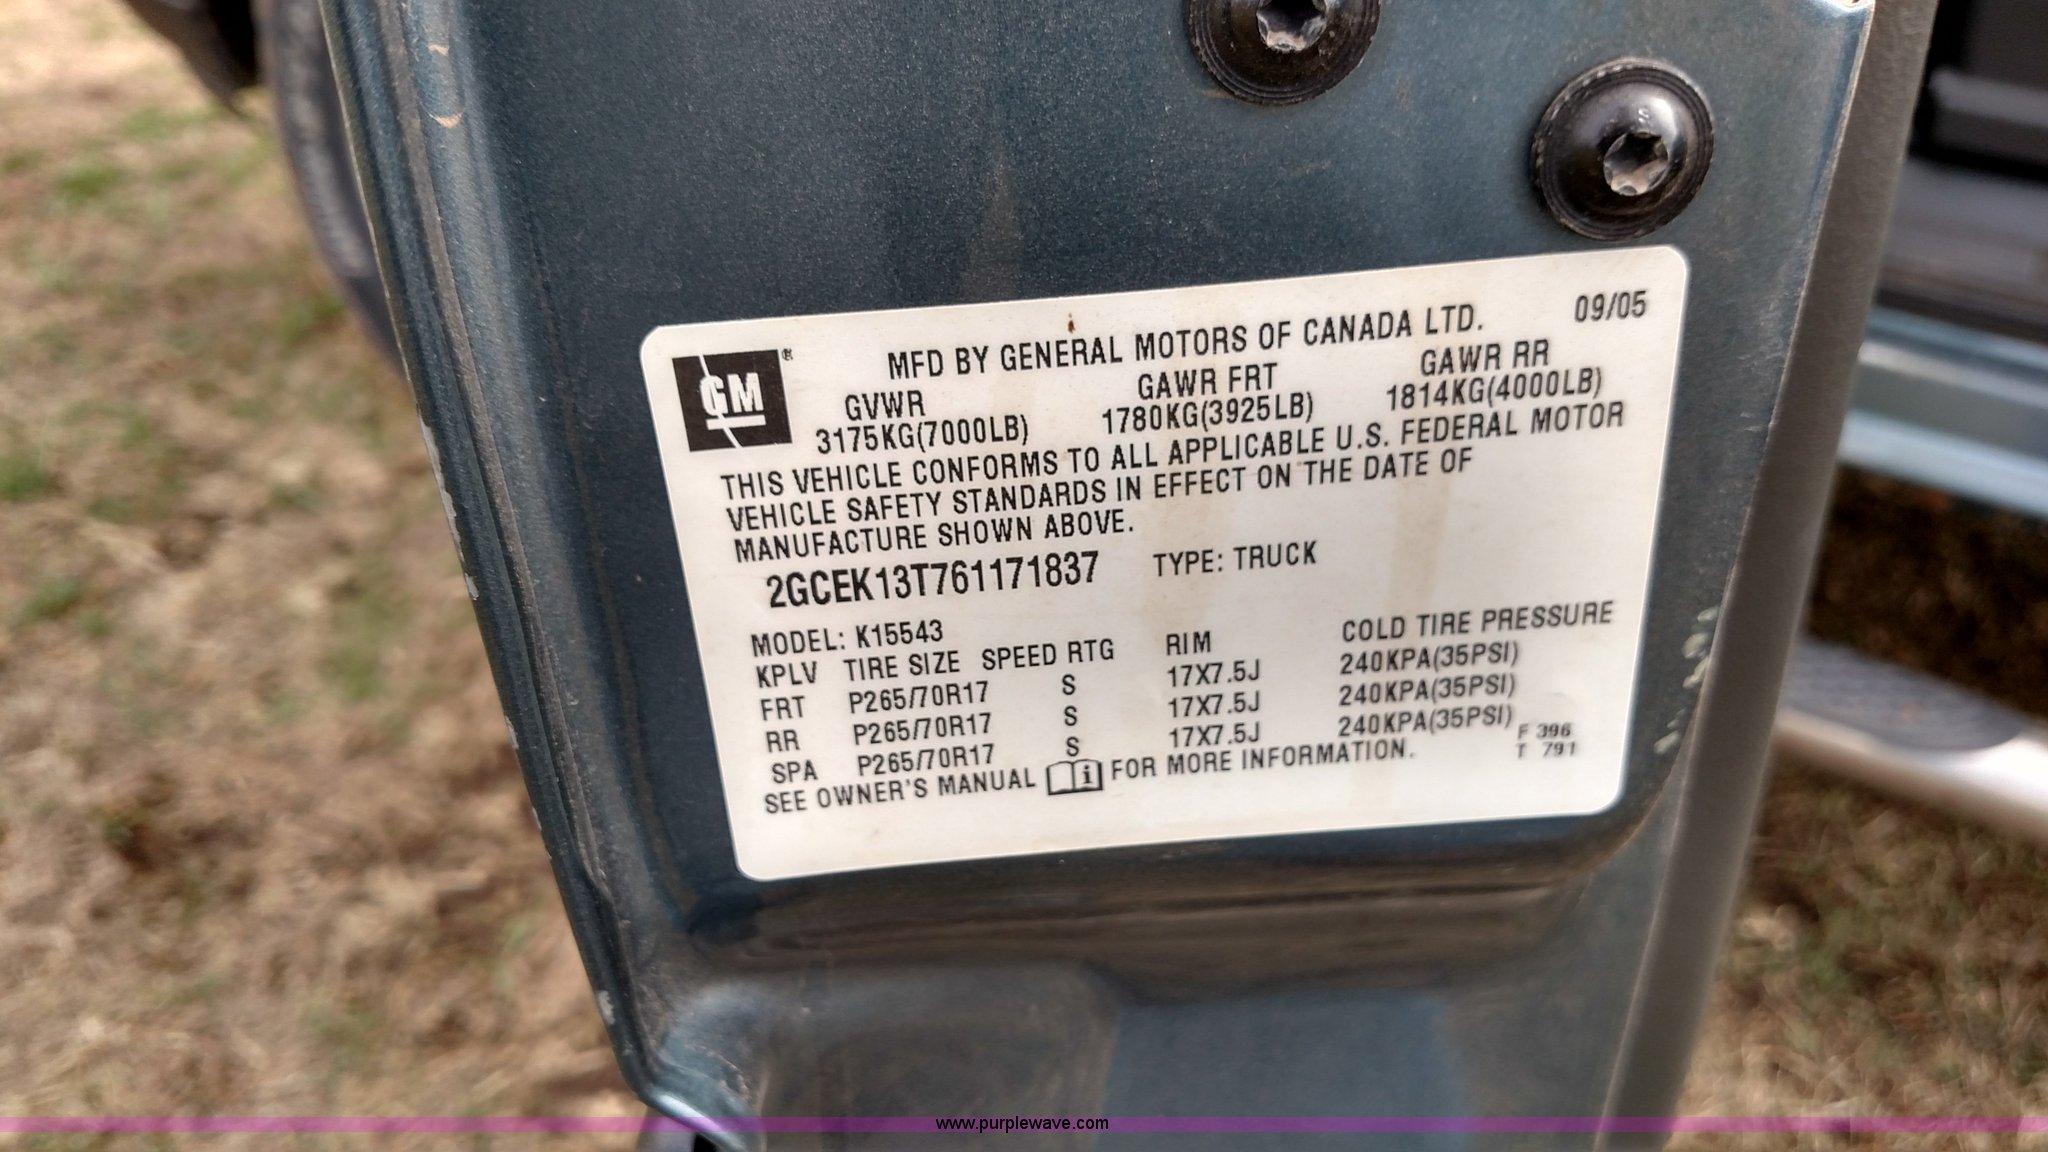 MFD BY GENERAL MOTORS OF CANADA LTD. 09/05
GM®
GVWR GAWR FRT GAWR RR
3175KG(7000LB) 1780KG(3925LB) 1814KG(4000LB)
THIS VEHICLE CONFORMS TO ALL APPLICABLE U.S. FEDERAL MOTOR
VEHICLE SAFETY STANDARDS IN EFFECT ON THE DATE OF
MANUFACTURE SHOWN ABOVE.
2GCEK13T761171837 TYPE: TRUCK
MODEL: K15543
KPLV TIRE SIZE SPEED RTG RIM COLD TIRE PRESSURE
FRT P265/70R17 S 17X7.5J 240KPA(35PSI)
RR P265/70R17 S 17X7.5J 240KPA(35PSI)
SPA P265/70R17 S 17X7.5J 240KPA(35PSI)
SEE OWNER'S MANUAL i FOR MORE INFORMATION.
F 396
T 791
www.purplewave.com